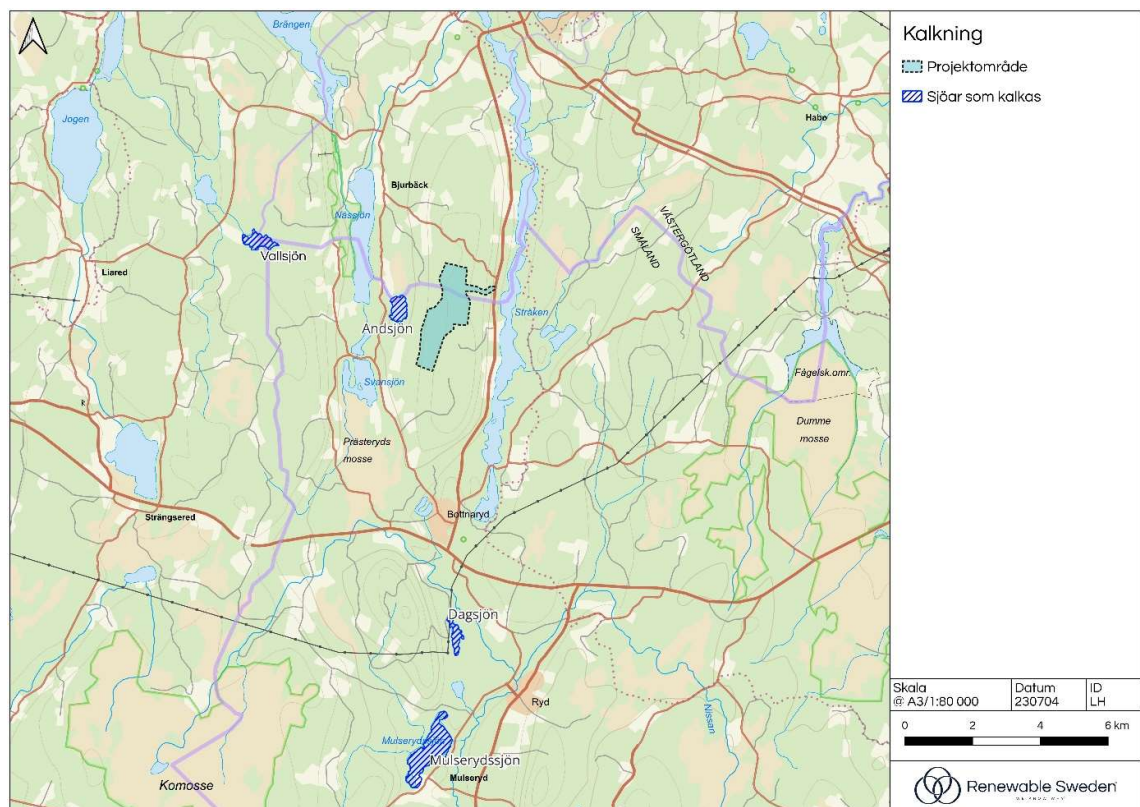 Kalkning
Projektområde
Sjöar som kalkas
Brängen
Jogen
Habo
Bjurbäck
Nässjön
VÄSTERGÖTLAND
SMÅLAND
Vallsjön
Liared
Stråken
Andsjön
Svansjön
Fågelsk.omr.
R
Dumme
mosse
Prästeryds
mosse
Bottnaryd
Strängsered
Dagsjön
Ryd
Nissan
Mulserydssjön
Mulseryd
Komosse
Skala
@ A3/1:80 000
Datum
230704
ID
LH
0 2 4 6 km
Renewable Sweden